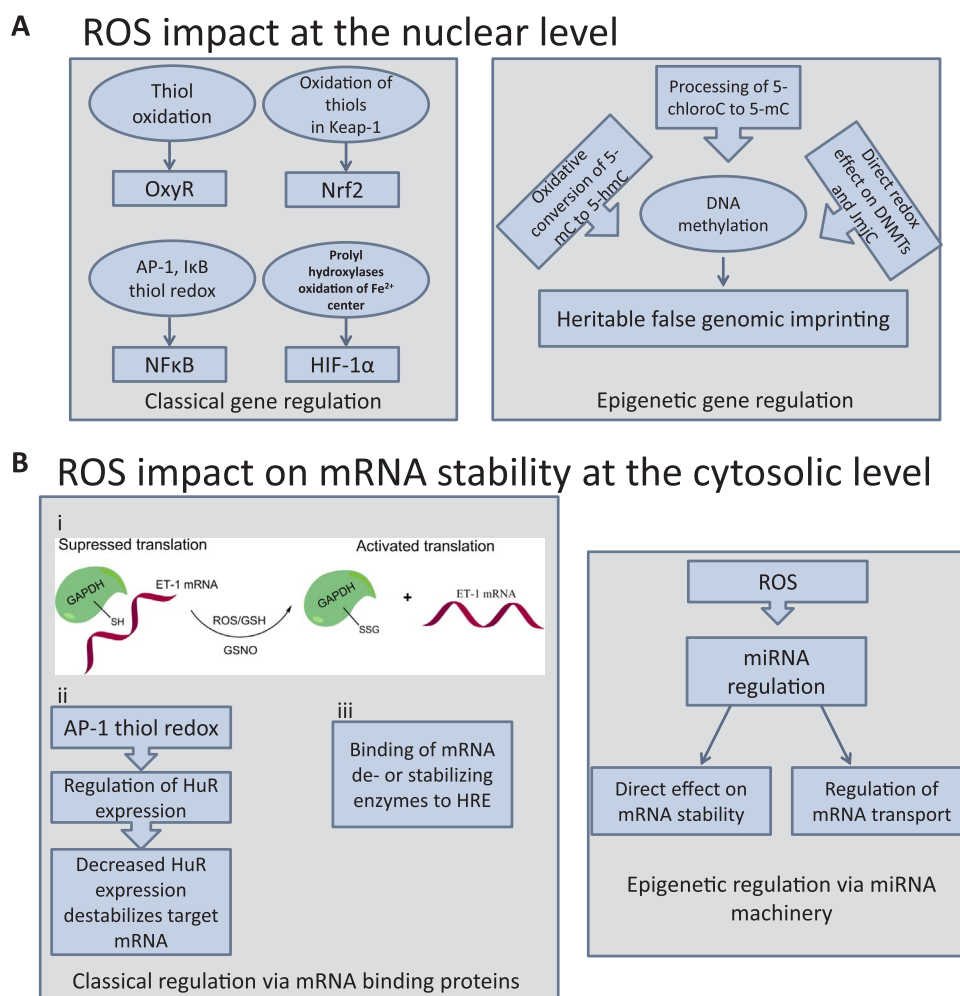 A
ROS impact at the nuclear level
Thiol
oxidation
OxyR
Oxidation of
thiols
in Keap-1
Nrf2
AP-1, IκB
thiol redox
NFκB
Prolyl
hydroxylases
oxidation of Fe²⁺
center
HIF-1α
Classical gene regulation
Processing of 5-
chloroC to 5-mC
Oxidative
conversion of 5-
mC to 5-hmC
DNA
methylation
Direct redox
effect on DNMTs
and JmjC
Heritable false genomic imprinting
Epigenetic gene regulation
B
ROS impact on mRNA stability at the cytosolic level
i
Supressed translation
Activated translation
GAPDH
SH
ET-1 mRNA
ROS/GSH
GSNO
GAPDH
SSG
+
ET-1 mRNA
ii
AP-1 thiol redox
Regulation of HuR
expression
Decreased HuR
expression
destabilizes target
mRNA
iii
Binding of mRNA
de- or stabilizing
enzymes to HRE
Classical regulation via mRNA binding proteins
ROS
miRNA
regulation
Direct effect on
mRNA stability
Regulation of
mRNA transport
Epigenetic regulation via miRNA
machinery